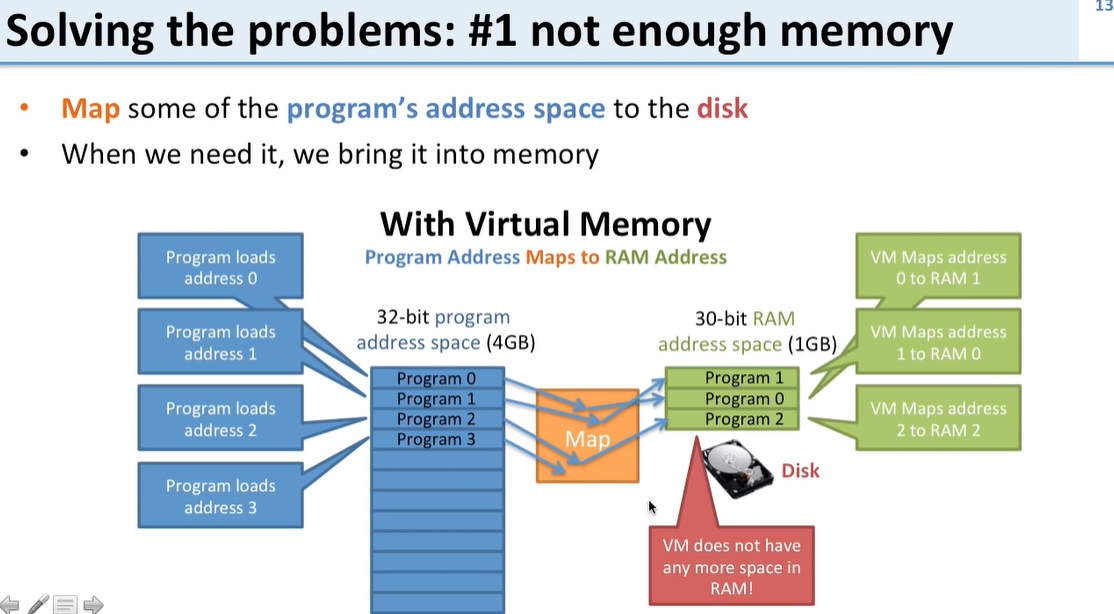 13
Solving the problems: #1 not enough memory
• Map some of the program’s address space to the disk
• When we need it, we bring it into memory
With Virtual Memory
Program Address Maps to RAM Address
Program loads
address 0
Program loads
address 1
Program loads
address 2
Program loads
address 3
32-bit program
address space (4GB)
Program 0
Program 1
Program 2
Program 3
Map
30-bit RAM
address space (1GB)
Program 1
Program 0
Program 2
Disk
VM does not have
any more space in
RAM!
VM Maps address
0 to RAM 1
VM Maps address
1 to RAM 0
VM Maps address
2 to RAM 2